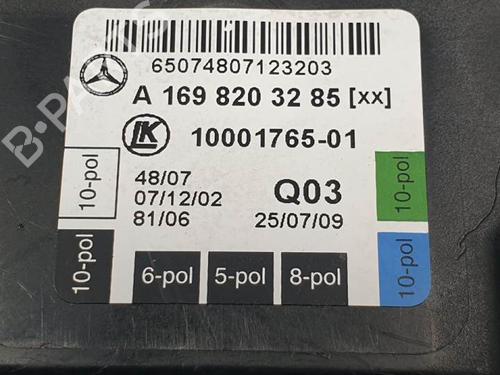 65074807123203
A 169 820 32 85 [xx]
LK 10001765-01
48/07
07/12/02 Q03
81/06 25/07/09
10-pol
10-pol
10-pol
10-pol
6-pol 5-pol 8-pol
B-PARTS